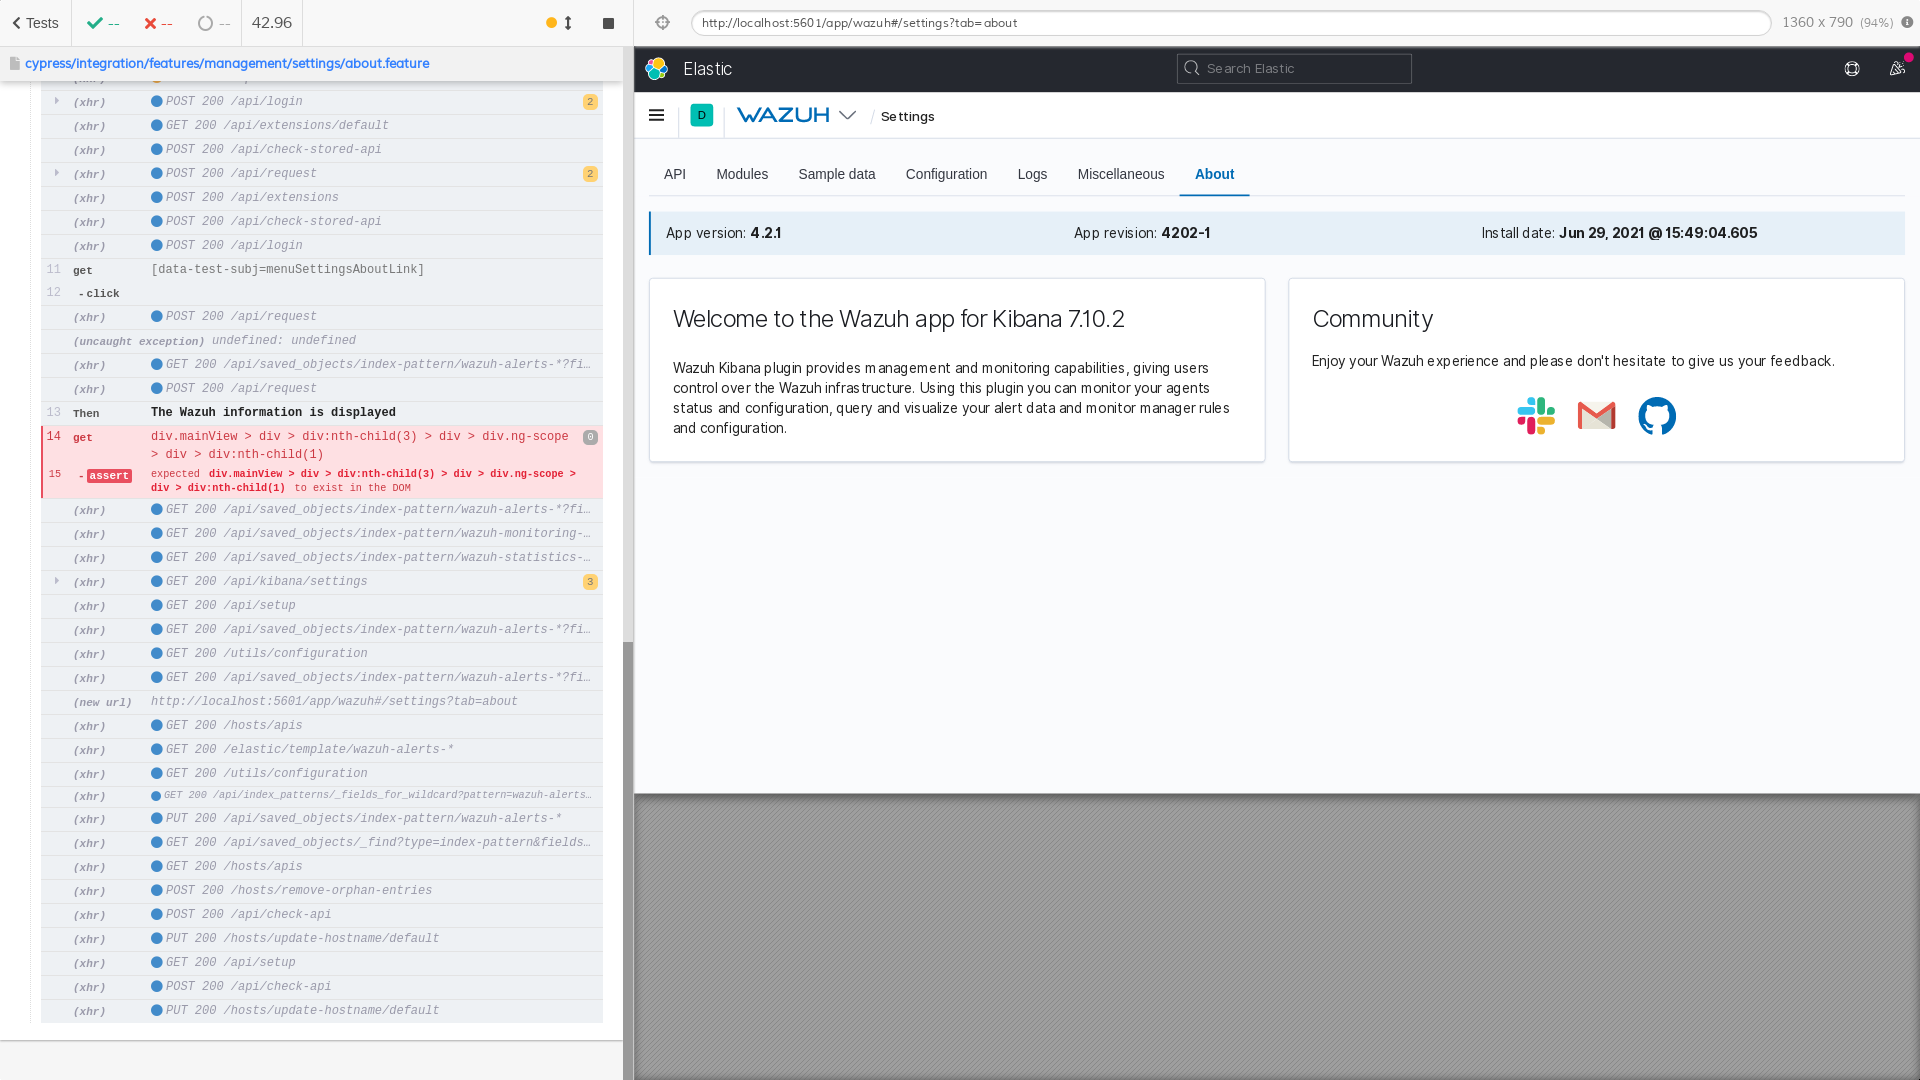 Tests
--
--
--
42.96
cypress/integration/features/management/settings/about.feature
(xhr) POST 200 /api/login 2
(xhr) GET 200 /api/extensions/default
(xhr) POST 200 /api/check-stored-api
(xhr) POST 200 /api/request 2
(xhr) POST 200 /api/extensions
(xhr) POST 200 /api/check-stored-api
(xhr) POST 200 /api/login
11 get [data-test-subj=menuSettingsAboutLink]
12 -click
(xhr) POST 200 /api/request
(uncaught exception) undefined: undefined
(xhr) GET 200 /api/saved_objects/index-pattern/wazuh-alerts-*?fi…
(xhr) POST 200 /api/request
13 Then The Wazuh information is displayed
14 get div.mainView > div > div:nth-child(3) > div > div.ng-scope 0
> div > div:nth-child(1)
15 -assert expected div.mainView > div > div:nth-child(3) > div > div.ng-scope >
div > div:nth-child(1) to exist in the DOM
(xhr) GET 200 /api/saved_objects/index-pattern/wazuh-alerts-*?fi…
(xhr) GET 200 /api/saved_objects/index-pattern/wazuh-monitoring-…
(xhr) GET 200 /api/saved_objects/index-pattern/wazuh-statistics-…
(xhr) GET 200 /api/kibana/settings 3
(xhr) GET 200 /api/setup
(xhr) GET 200 /api/saved_objects/index-pattern/wazuh-alerts-*?fi…
(xhr) GET 200 /utils/configuration
(xhr) GET 200 /api/saved_objects/index-pattern/wazuh-alerts-*?fi…
(new url) http://localhost:5601/app/wazuh#/settings?tab=about
(xhr) GET 200 /hosts/apis
(xhr) GET 200 /elastic/template/wazuh-alerts-*
(xhr) GET 200 /utils/configuration
(xhr) GET 200 /api/index_patterns/_fields_for_wildcard?pattern=wazuh-alerts…
(xhr) PUT 200 /api/saved_objects/index-pattern/wazuh-alerts-*
(xhr) GET 200 /api/saved_objects/_find?type=index-pattern&fields…
(xhr) GET 200 /hosts/apis
(xhr) POST 200 /hosts/remove-orphan-entries
(xhr) POST 200 /api/check-api
(xhr) PUT 200 /hosts/update-hostname/default
(xhr) GET 200 /api/setup
(xhr) POST 200 /api/check-api
(xhr) PUT 200 /hosts/update-hostname/default
http://localhost:5601/app/wazuh#/settings?tab=about
1360 x 790 (94%)
Elastic
Search Elastic
D
WAZUH
/ Settings
API Modules Sample data Configuration Logs Miscellaneous About
App version: 4.2.1
App revision: 4202-1
Install date: Jun 29, 2021 @ 15:49:04.605
Welcome to the Wazuh app for Kibana 7.10.2
Wazuh Kibana plugin provides management and monitoring capabilities, giving users
control over the Wazuh infrastructure. Using this plugin you can monitor your agents
status and configuration, query and visualize your alert data and monitor manager rules
and configuration.
Community
Enjoy your Wazuh experience and please don't hesitate to give us your feedback.